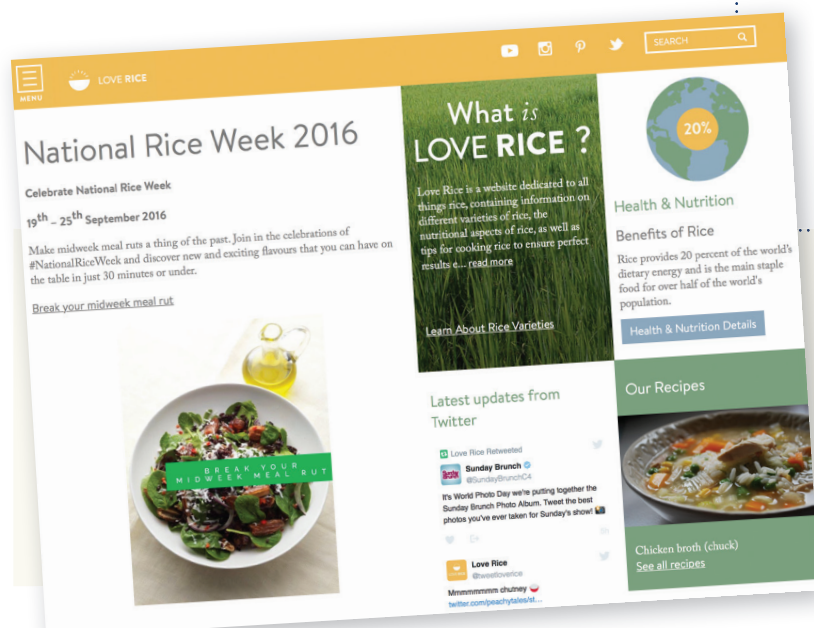 MENU
LOVE RICE
SEARCH
National Rice Week 2016
Celebrate National Rice Week
19th – 25th September 2016
Make midweek meal ruts a thing of the past. Join in the celebrations of
#NationalRiceWeek and discover new and exciting flavours that you can have on
the table in just 30 minutes or under.
Break your midweek meal rut
BREAK YOUR
MIDWEEK MEAL RUT
What is
LOVE RICE ?
Love Rice is a website dedicated to all
things rice, containing information on
different varieties of rice, the
nutritional aspects of rice, as well as
tips for cooking rice to ensure perfect
results e... read more
Learn About Rice Varieties
Latest updates from
Twitter
Love Rice Retweeted
Sunday Brunch
@SundayBrunchC4
It's World Photo Day we're putting together the
Sunday Brunch Photo Album. Tweet the best
photos you've ever taken for Sunday's show!
Love Rice
@tweetloverice
Mmmmmmmm chutney
twitter.com/peachytales/st...
20%
Health & Nutrition
Benefits of Rice
Rice provides 20 percent of the world's
dietary energy and is the main staple
food for over half of the world's
population.
Health & Nutrition Details
Our Recipes
Chicken broth (chuck)
See all recipes